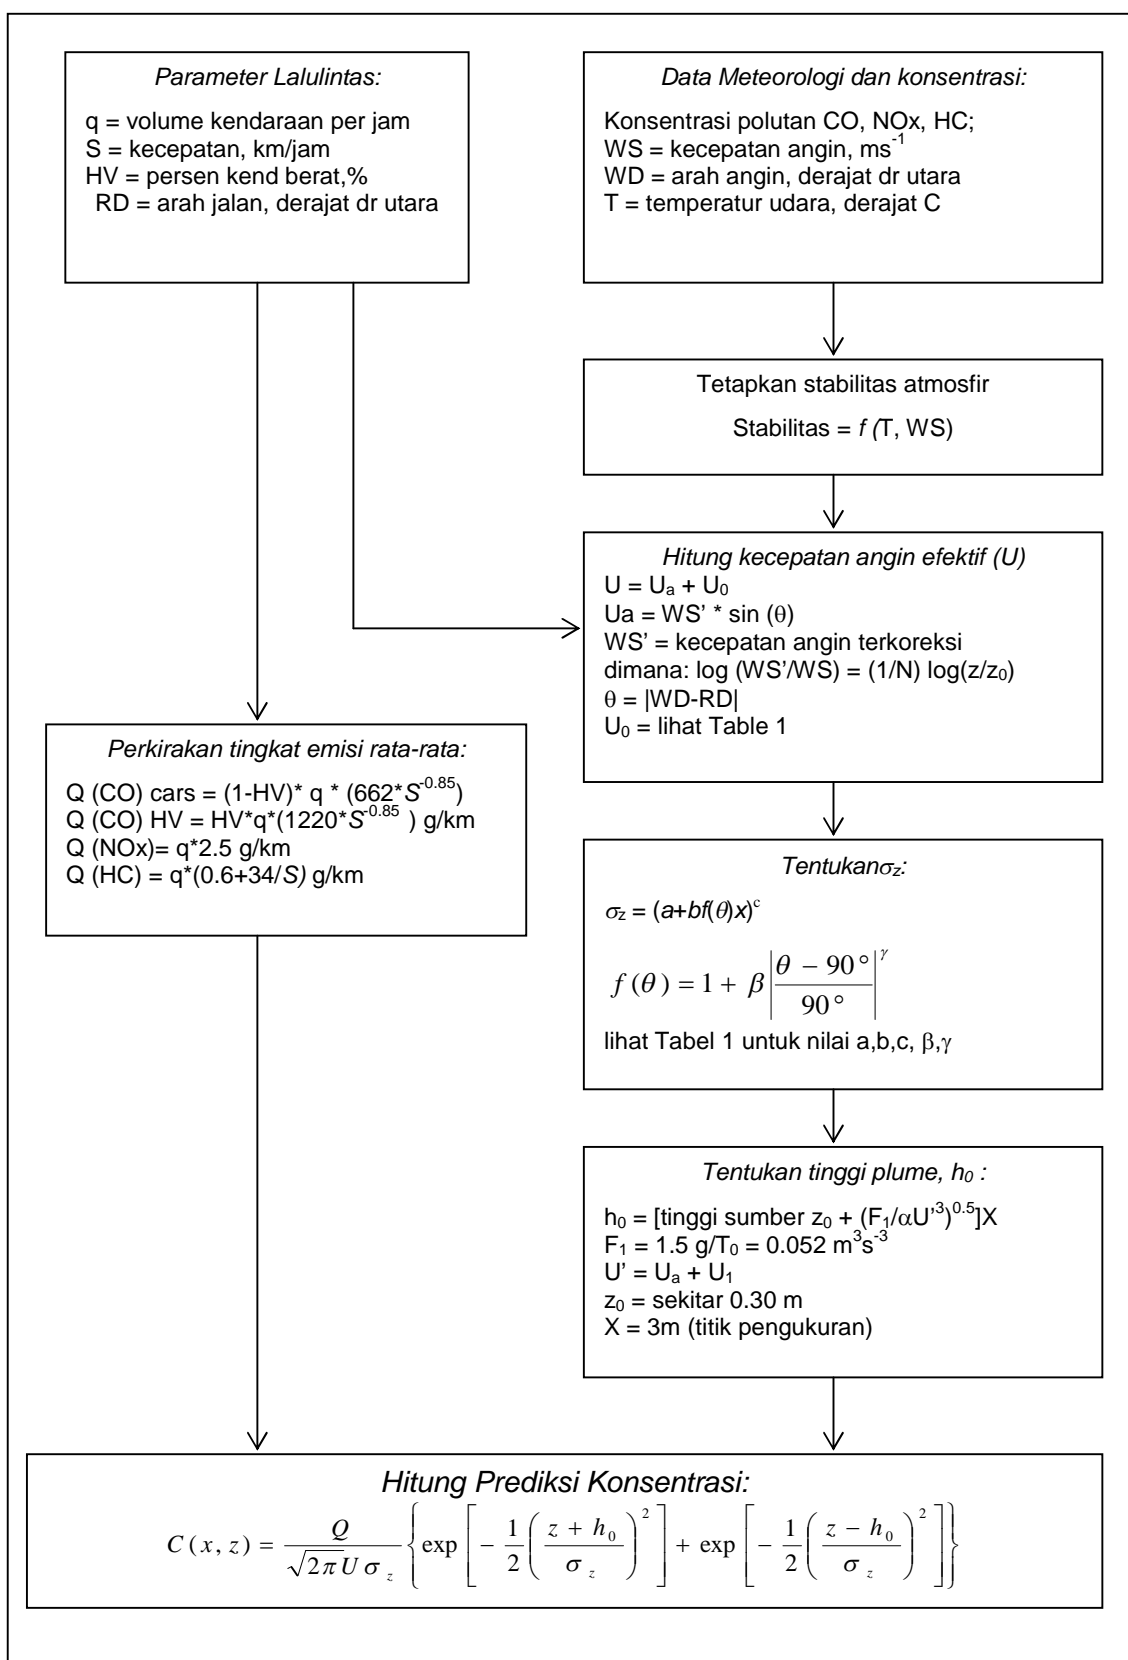 Parameter Lalulintas:
q = volume kendaraan per jam
S = kecepatan, km/jam
HV = persen kend berat,%
RD = arah jalan, derajat dr utara
Data Meteorologi dan konsentrasi:
Konsentrasi polutan CO, NOx, HC;
WS = kecepatan angin, ms⁻¹
WD = arah angin, derajat dr utara
T = temperatur udara, derajat C
Tetapkan stabilitas atmosfir
Stabilitas = f (T, WS)
Hitung kecepatan angin efektif (U)
U = Uₐ + U₀
Ua = WS’ * sin (θ)
WS’ = kecepatan angin terkoreksi
dimana: log (WS’/WS) = (1/N) log(z/z₀)
θ = |WD-RD|
U₀ = lihat Table 1
Perkirakan tingkat emisi rata-rata:
Q (CO) cars = (1-HV)* q * (662*S^-0.85)
Q (CO) HV = HV*q*(1220*S^-0.85 ) g/km
Q (NOx)= q*2.5 g/km
Q (HC) = q*(0.6+34/S) g/km
Tentukanσz:
σz = (a+bf(θ)x)^c
f (θ ) = 1 + β |(θ − 90 °)/(90 °)|^γ
lihat Tabel 1 untuk nilai a,b,c, β,γ
Tentukan tinggi plume, h₀ :
h₀ = [tinggi sumber z₀ + (F₁/αU'³)^0.5]X
F₁ = 1.5 g/T₀ = 0.052 m³s⁻³
U' = Uₐ + U₁
z₀ = sekitar 0.30 m
X = 3m (titik pengukuran)
Hitung Prediksi Konsentrasi:
C (x, z) = Q/(√(2π) U σ_z) {exp [− 1/2 ((z + h₀)/σ_z)²] + exp [− 1/2 ((z − h₀)/σ_z)²]}